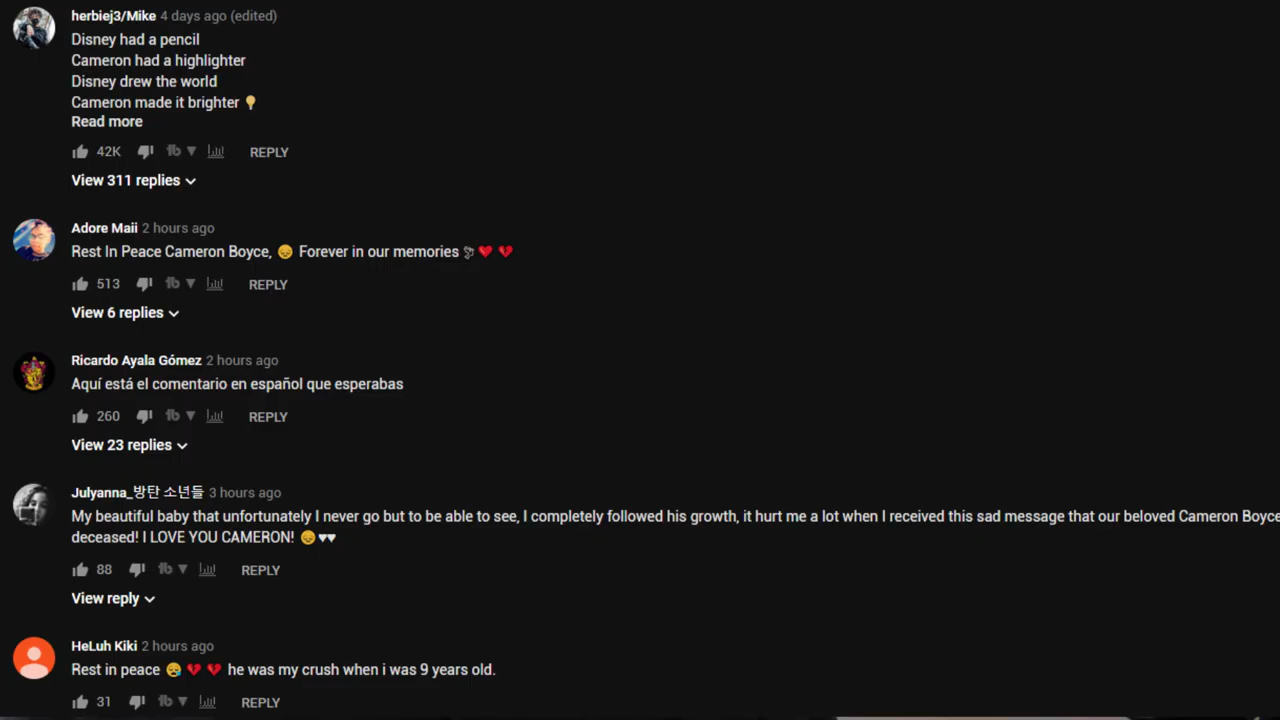 herbiej3/Mike 4 days ago (edited)
Disney had a pencil
Cameron had a highlighter
Disney drew the world
Cameron made it brighter
Read more
42K REPLY
View 311 replies
Adore Maii 2 hours ago
Rest In Peace Cameron Boyce, 😞 Forever in our memories 🕊❤️ 💔
513 REPLY
View 6 replies
Ricardo Ayala Gómez 2 hours ago
Aquí está el comentario en español que esperabas
260 REPLY
View 23 replies
Julyanna_방탄 소년들 3 hours ago
My beautiful baby that unfortunately I never go but to be able to see, I completely followed his growth, it hurt me a lot when I received this sad message that our beloved Cameron Boyce
deceased! I LOVE YOU CAMERON! 😞♥♥
88 REPLY
View reply
HeLuh Kiki 2 hours ago
Rest in peace 😪 💔 💔 he was my crush when i was 9 years old.
31 REPLY